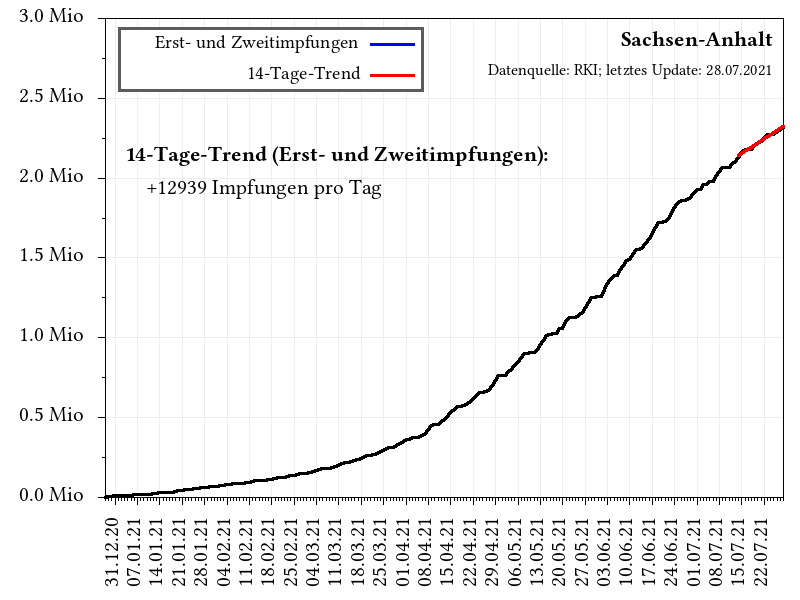 3.0 Mio
2.5 Mio
2.0 Mio
1.5 Mio
1.0 Mio
0.5 Mio
0.0 Mio
Erst- und Zweitimpfungen
14-Tage-Trend
Sachsen-Anhalt
Datenquelle: RKI; letztes Update: 28.07.2021
14-Tage-Trend (Erst- und Zweitimpfungen):
+12939 Impfungen pro Tag
31.12.20
07.01.21
14.01.21
21.01.21
28.01.21
04.02.21
11.02.21
18.02.21
25.02.21
04.03.21
11.03.21
18.03.21
25.03.21
01.04.21
08.04.21
15.04.21
22.04.21
29.04.21
06.05.21
13.05.21
20.05.21
27.05.21
03.06.21
10.06.21
17.06.21
24.06.21
01.07.21
08.07.21
15.07.21
22.07.21